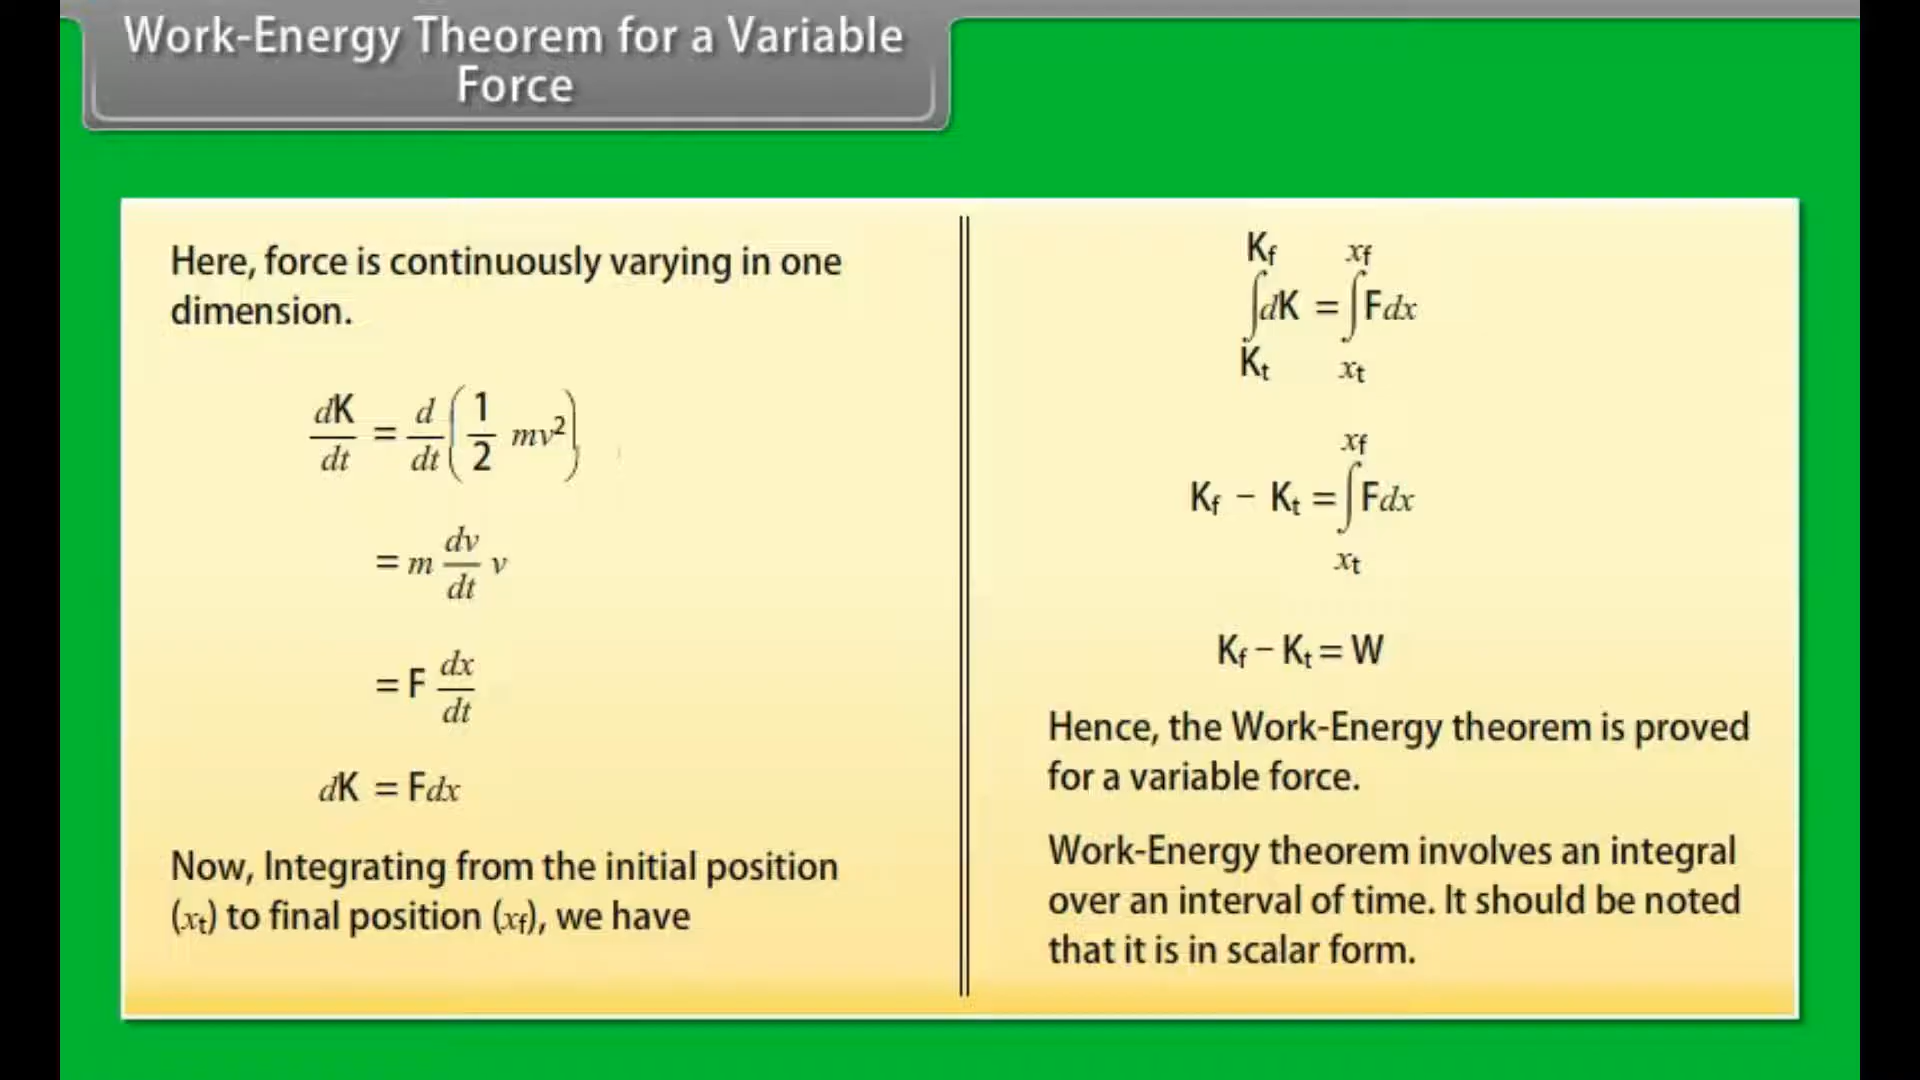 Work-Energy Theorem for a Variable
Force
Here, force is continuously varying in one
dimension.
dK/dt = d/dt (1/2 mv²)
= m dv/dt v
= F dx/dt
dK = Fdx
Now, Integrating from the initial position
(xt) to final position (xf), we have
Kf xf
∫dK = ∫Fdx
Kt xt
xf
Kf – Kt = ∫Fdx
xt
Kf – Kt = W
Hence, the Work-Energy theorem is proved
for a variable force.
Work-Energy theorem involves an integral
over an interval of time. It should be noted
that it is in scalar form.